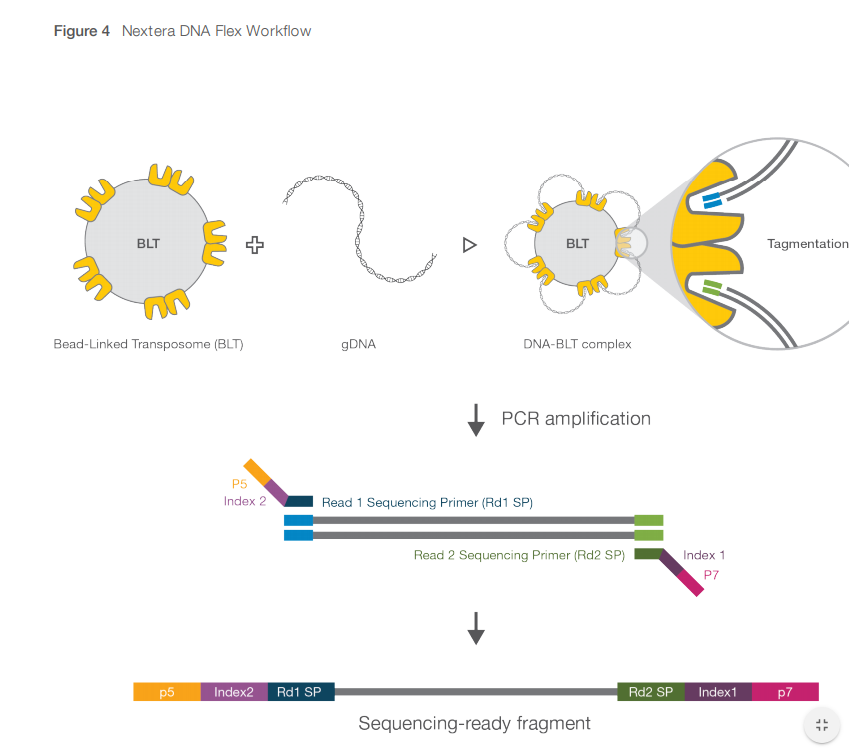 Figure 4 Nextera DNA Flex Workflow
BLT
BLT
Tagmentation
Bead-Linked Transposome (BLT)
gDNA
DNA-BLT complex
PCR amplification
P5
Index 2
Read 1 Sequencing Primer (Rd1 SP)
Read 2 Sequencing Primer (Rd2 SP)
Index 1
P7
p5 Index2 Rd1 SP Rd2 SP Index1 p7
Sequencing-ready fragment